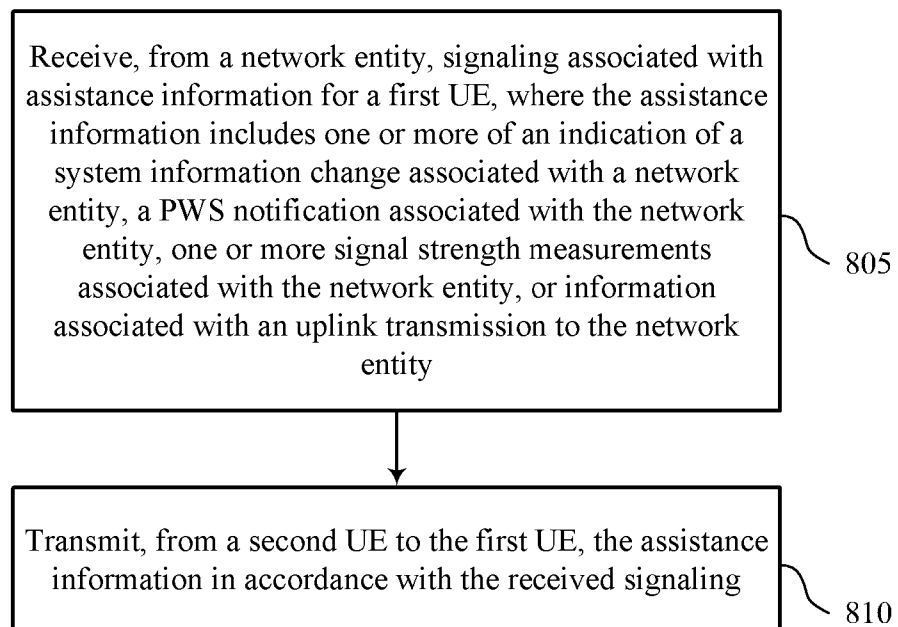 Receive, from a network entity, signaling associated with
assistance information for a first UE, where the assistance
information includes one or more of an indication of a
system information change associated with a network
entity, a PWS notification associated with the network
entity, one or more signal strength measurements
associated with the network entity, or information
associated with an uplink transmission to the network
entity
805
Transmit, from a second UE to the first UE, the assistance
information in accordance with the received signaling
810